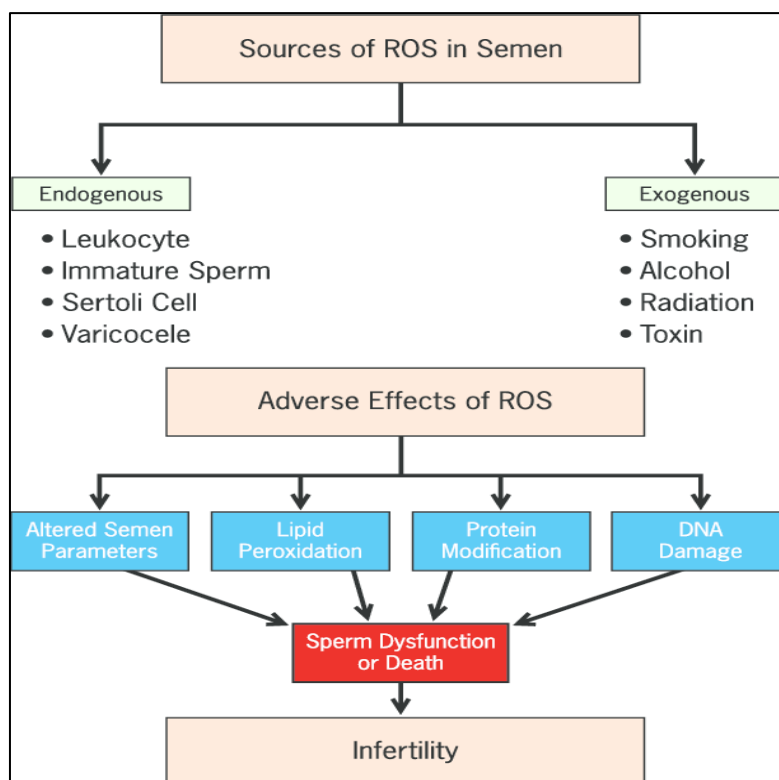 Sources of ROS in Semen
Endogenous
• Leukocyte
• Immature Sperm
• Sertoli Cell
• Varicocele
Exogenous
• Smoking
• Alcohol
• Radiation
• Toxin
Adverse Effects of ROS
Altered Semen
Parameters
Lipid
Peroxidation
Protein
Modification
DNA
Damage
Sperm Dysfunction
or Death
Infertility